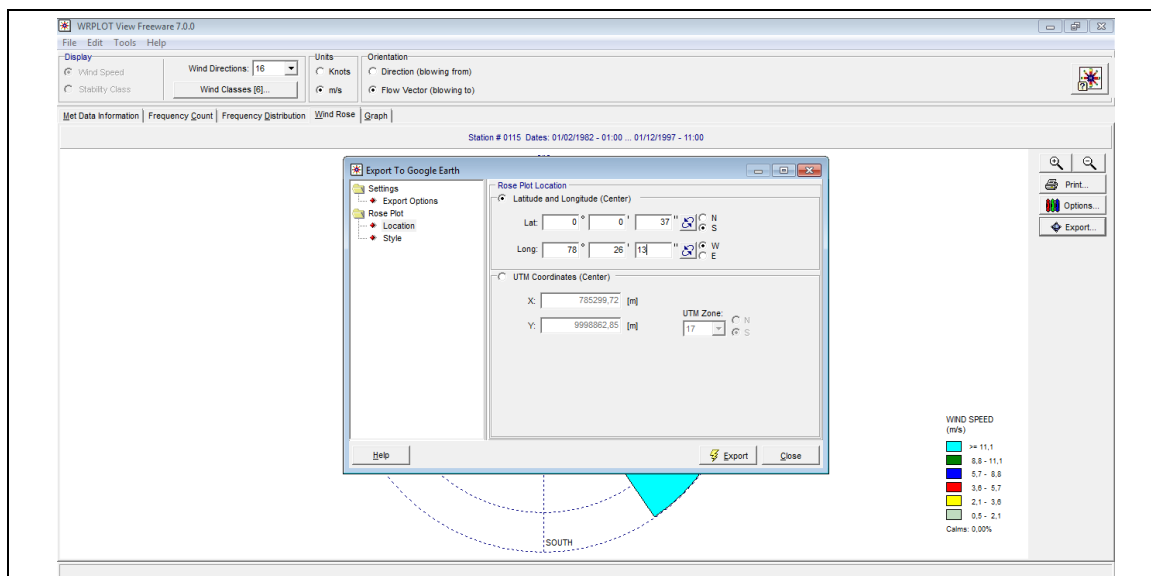 WRPLOT View Freeware 7.0.0
File Edit Tools Help
Display Units Orientation
Wind Speed Wind Directions: 16 Knots Direction (blowing from)
Stability Class Wind Classes [6]... m/s Flow Vector (blowing to)
Met Data Information Frequency Count Frequency Distribution Wind Rose Graph
Station # 0115 Dates: 01/02/1982 - 01:00 ... 01/12/1997 - 11:00
Export To Google Earth
Settings
Export Options
Rose Plot
Location
Style
Rose Plot Location
Latitude and Longitude (Center)
Lat: 0 ° 0 ' 37 " N
S
Long: 78 ° 26 ' 13 " W
E
UTM Coordinates (Center)
X: 785299,72 [m]
Y: 9998862,85 [m]
UTM Zone:
17 N
S
Help Export Close
Print...
Options...
Export...
WIND SPEED
(m/s)
>= 11,1
8,8 - 11,1
5,7 - 8,8
3,6 - 5,7
2,1 - 3,6
0,5 - 2,1
Calms: 0,00%
SOUTH